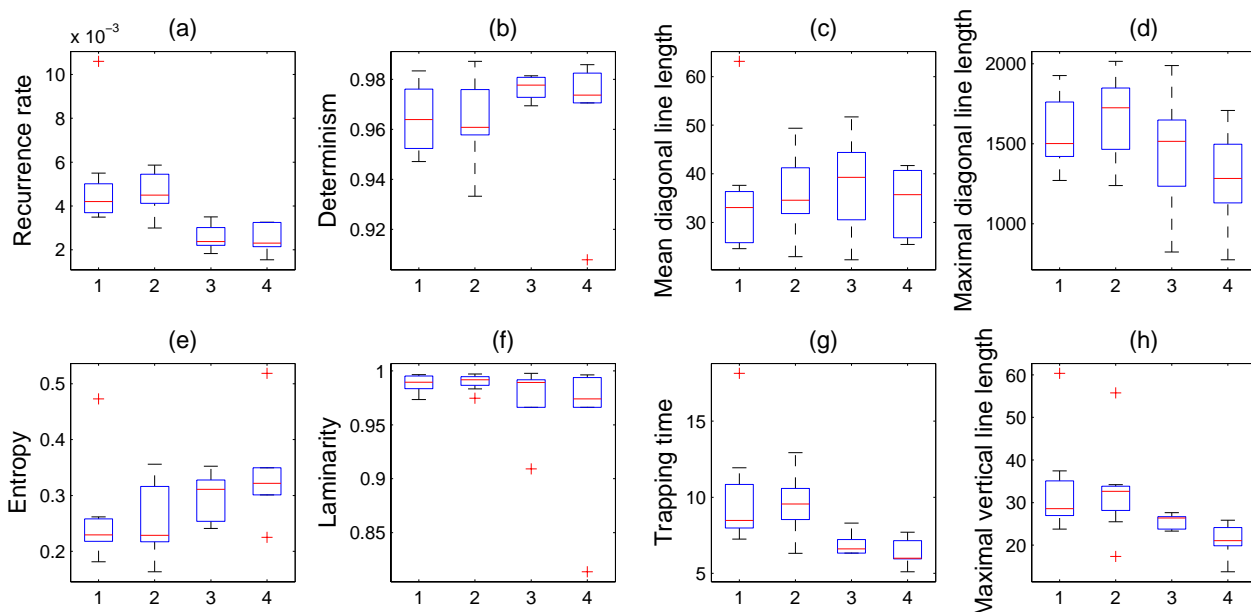 (a)
x 10⁻³
Recurrence rate
10
8
6
4
2
1 2 3 4
(b)
Determinism
0.98
0.96
0.94
0.92
1 2 3 4
(c)
Mean diagonal line length
60
50
40
30
1 2 3 4
(d)
Maximal diagonal line length
2000
1500
1000
1 2 3 4
(e)
Entropy
0.5
0.4
0.3
0.2
1 2 3 4
(f)
Laminarity
1
0.95
0.9
0.85
1 2 3 4
(g)
Trapping time
15
10
5
1 2 3 4
(h)
Maximal vertical line length
60
50
40
30
20
1 2 3 4